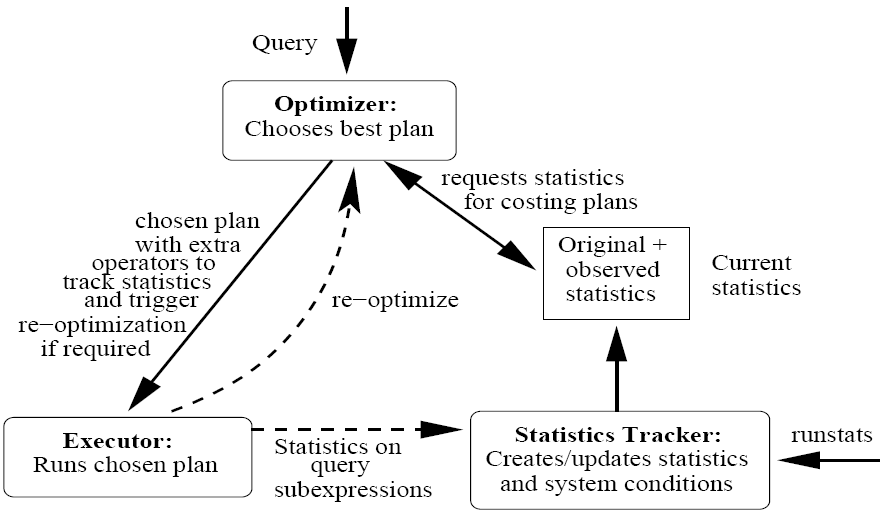 Query
Optimizer:
Chooses best plan
requests statistics
for costing plans
chosen plan
with extra
operators to
track statistics
and trigger
re−optimization
if required
re−optimize
Original +
observed
statistics
Current
statistics
Executor:
Runs chosen plan
Statistics on
query
subexpressions
Statistics Tracker:
Creates/updates statistics
and system conditions
runstats